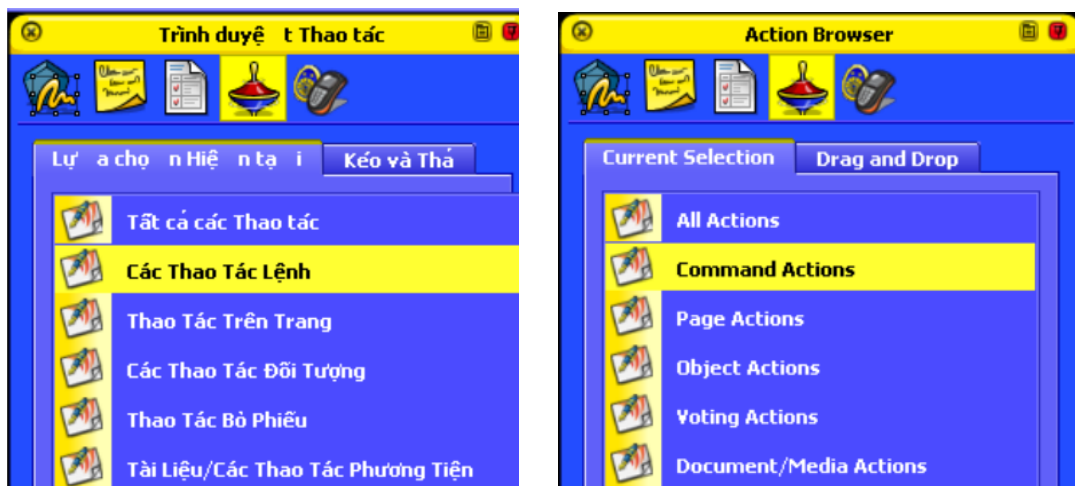 Trình duyệ t Thao tác
Lự a chọ n Hiệ n tạ i
Kéo và Thả
Tất cả các Thao tác
Các Thao Tác Lệnh
Thao Tác Trên Trang
Các Thao Tác Đối Tượng
Thao Tác Bỏ Phiếu
Tài Liệu/Các Thao Tác Phương Tiện
Action Browser
Current Selection
Drag and Drop
All Actions
Command Actions
Page Actions
Object Actions
Voting Actions
Document/Media Actions